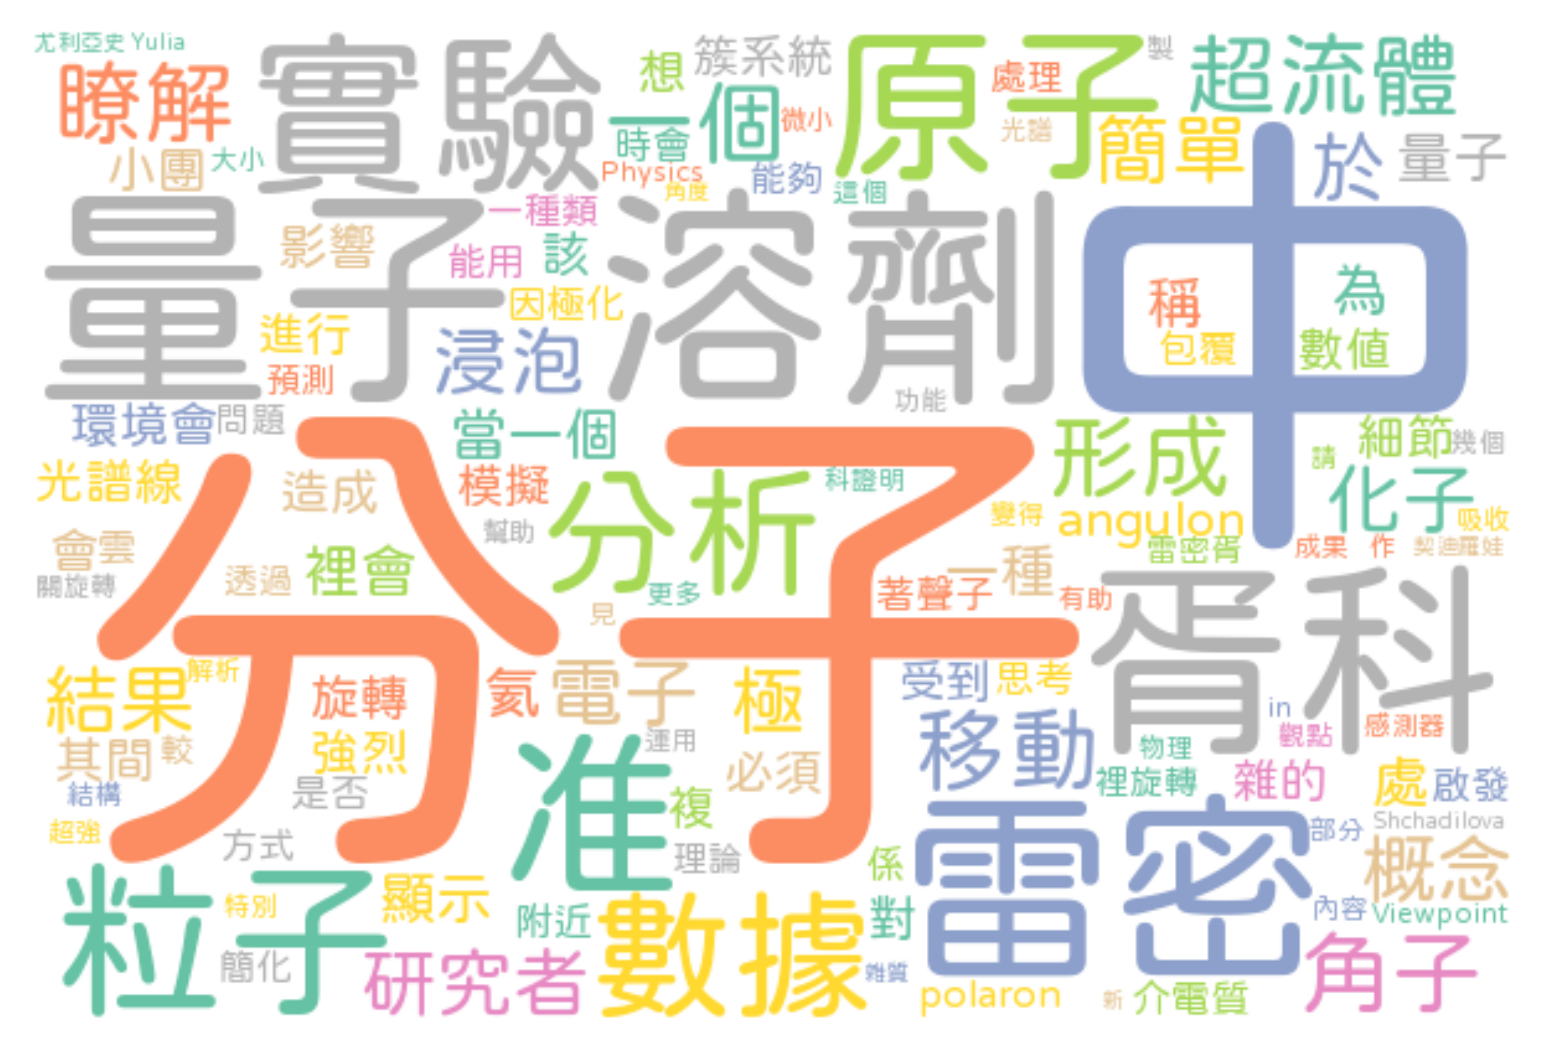 尤利亞史 Yulia
瞭解
實驗
想
簇系統
原子
處理
製
超流體
一個
微小
光譜
簡單
於
量子
小團
大小
時會
Physics
角度
能夠
這個
中
量子
影響
一種類
能用
該
因極化
溶劑
稱
為
包覆
數值
進行
預測
浸泡
功能
環境會
問題
當一個
形成
細節
幾個
請
光譜線
造成
模擬
分析
科證明
變得
angulon
化子
吸收
分子
會雲
幫助
雷密胥
成果
作
契迪羅娃
關旋轉
透過
裡會
更多
見
著聲子
一種
有助
胥科
結果
解析
旋轉
氦
電子
極
受到
思考
in
感測器
觀點
其間
較
強烈
准
運用
必須
移動
物理
裡旋轉
雜的
處
啟發
結構
是否
複
超強
方式
理論
係
雷密
部分
Shchadilova
概念
粒子
特別
顯示
附近
數據
對
內容
Viewpoint
簡化
研究者
雜質
polaron
新
介電質
角子